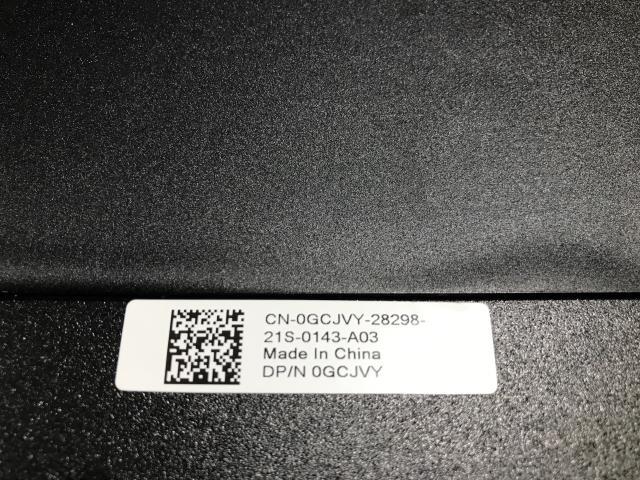 CN-0GCJVY-28298-
21S-0143-A03
Made In China
DP/N 0GCJVY